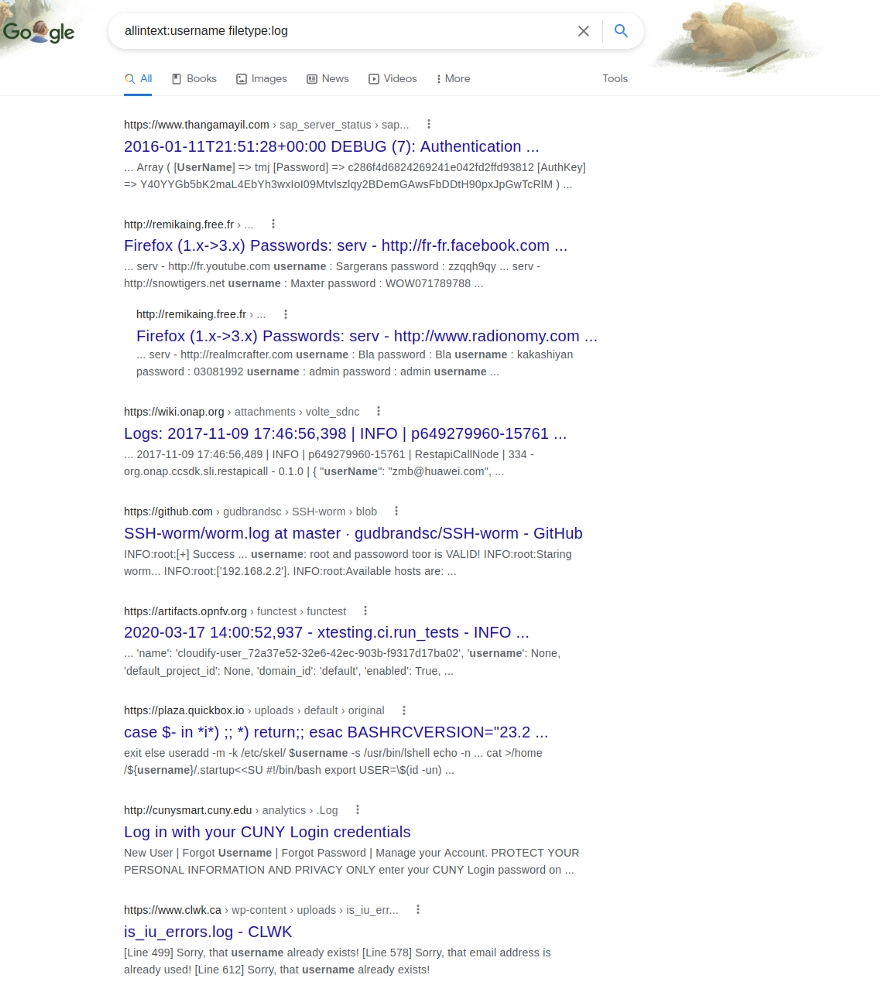 Google
allintext:username filetype:log
All Books Images News Videos More Tools
https://www.thangamayil.com › sap_server_status › sap...
2016-01-11T21:51:28+00:00 DEBUG (7): Authentication ...
... Array ( [UserName] => tmj [Password] => c286f4d6824269241e042fd2ffd93812 [AuthKey]
=> Y40YYGb5bK2maL4EbYh3wxIoI09Mtvlszlqy2BDemGAwsFbDDtH90pxJpGwTcRlM ) ...
http://remikaing.free.fr › ...
Firefox (1.x->3.x) Passwords: serv - http://fr-fr.facebook.com ...
... serv - http://fr.youtube.com username : Sargerans password : zzqqh9qy ... serv -
http://snowtigers.net username : Maxter password : WOW071789788 ...
http://remikaing.free.fr › ...
Firefox (1.x->3.x) Passwords: serv - http://www.radionomy.com ...
... serv - http://realmcrafter.com username : Bla password : Bla username : kakashiyan
password : 03081992 username : admin password : admin username ...
https://wiki.onap.org › attachments › volte_sdnc
Logs: 2017-11-09 17:46:56,398 | INFO | p649279960-15761 ...
... 2017-11-09 17:46:56,489 | INFO | p649279960-15761 | RestapiCallNode | 334 -
org.onap.ccsdk.sli.restapicall - 0.1.0 | { "userName": "zmb@huawei.com", ...
https://github.com › gudbrandsc › SSH-worm › blob
SSH-worm/worm.log at master · gudbrandsc/SSH-worm - GitHub
INFO:root:[+] Success ... username: root and passoword toor is VALID! INFO:root:Staring
worm... INFO:root:['192.168.2.2']. INFO:root:Available hosts are: ...
https://artifacts.opnfv.org › functest › functest
2020-03-17 14:00:52,937 - xtesting.ci.run_tests - INFO ...
... 'name': 'cloudify-user_72a37e52-32e6-42ec-903b-f9317d17ba02', 'username': None,
'default_project_id': None, 'domain_id': 'default', 'enabled': True, ...
https://plaza.quickbox.io › uploads › default › original
case $- in *i*) ;; *) return;; esac BASHRCVERSION="23.2 ...
exit else useradd -m -k /etc/skel/ $username -s /usr/bin/lshell echo -n ... cat >/home
/${username}/.startup<<SU #!/bin/bash export USER=\$(id -un) ...
http://cunysmart.cuny.edu › analytics › .Log
Log in with your CUNY Login credentials
New User | Forgot Username | Forgot Password | Manage your Account. PROTECT YOUR
PERSONAL INFORMATION AND PRIVACY ONLY enter your CUNY Login password on ...
https://www.clwk.ca › wp-content › uploads › is_iu_err...
is_iu_errors.log - CLWK
[Line 499] Sorry, that username already exists! [Line 578] Sorry, that email address is
already used! [Line 612] Sorry, that username already exists!